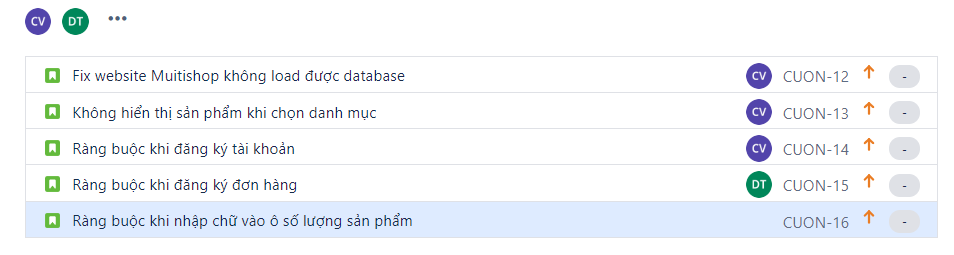 CV DT •••
Fix website Muitishop không load được database CV CUON-12 -
Không hiển thị sản phẩm khi chọn danh mục CV CUON-13 -
Ràng buộc khi đăng ký tài khoản CV CUON-14 -
Ràng buộc khi đăng ký đơn hàng DT CUON-15 -
Ràng buộc khi nhập chữ vào ô số lượng sản phẩm CUON-16 -